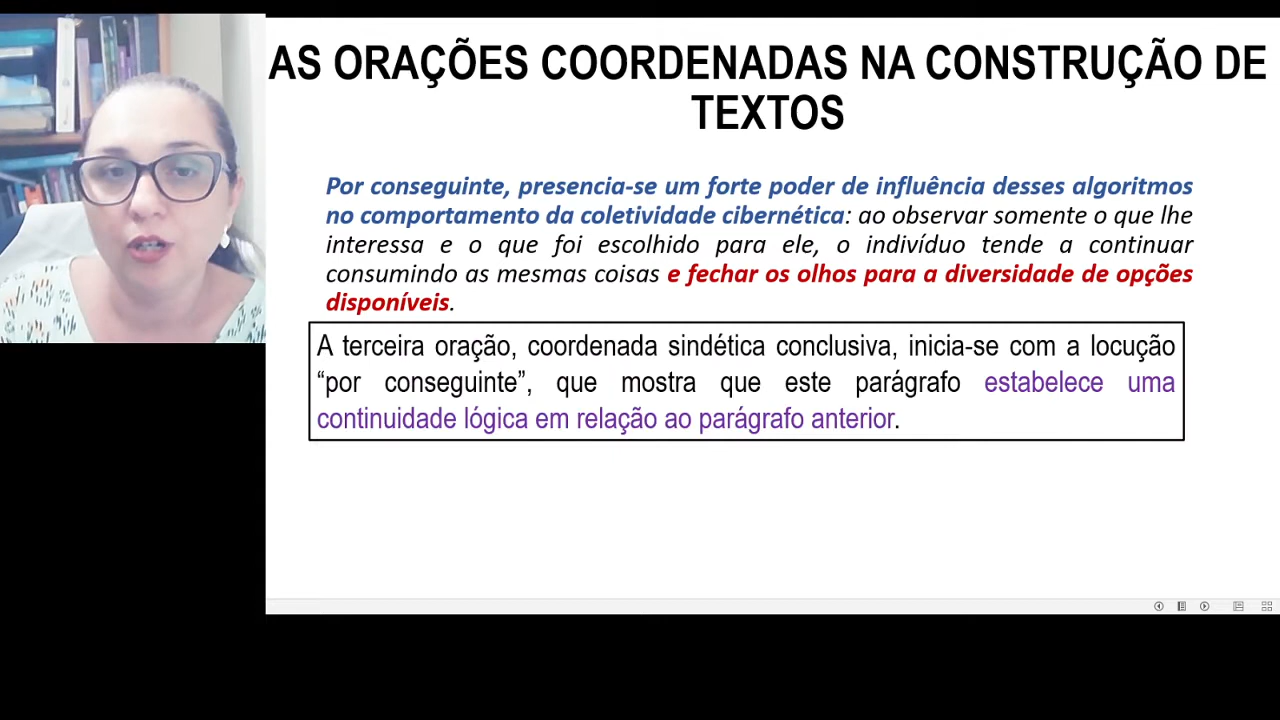 AS ORAÇÕES COORDENADAS NA CONSTRUÇÃO DE
TEXTOS
Por conseguinte, presencia-se um forte poder de influência desses algoritmos
no comportamento da coletividade cibernética: ao observar somente o que lhe
interessa e o que foi escolhido para ele, o indivíduo tende a continuar
consumindo as mesmas coisas e fechar os olhos para a diversidade de opções
disponíveis.
A terceira oração, coordenada sindética conclusiva, inicia-se com a locução
“por conseguinte”, que mostra que este parágrafo estabelece uma
continuidade lógica em relação ao parágrafo anterior.